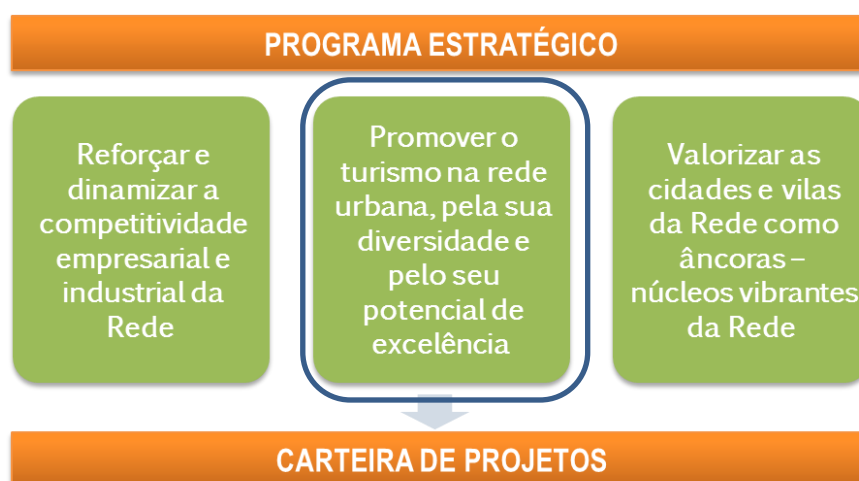 PROGRAMA ESTRATÉGICO
Reforçar e
dinamizar a
competitividade
empresarial e
industrial da
Rede
Promover o
turismo na rede
urbana, pela sua
diversidade e
pelo seu
potencial de
excelência
Valorizar as
cidades e vilas
da Rede como
âncoras –
núcleos vibrantes
da Rede
CARTEIRA DE PROJETOS